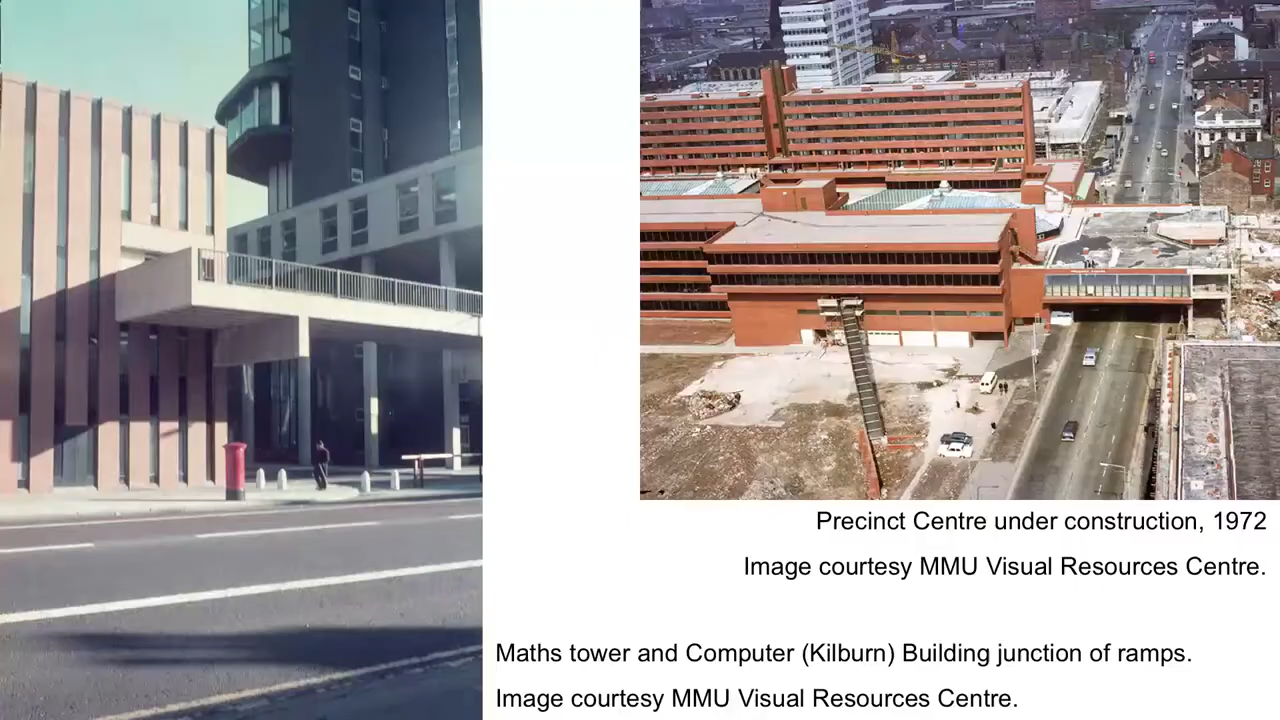 Precinct Centre under construction, 1972
Image courtesy MMU Visual Resources Centre.
Maths tower and Computer (Kilburn) Building junction of ramps.
Image courtesy MMU Visual Resources Centre.